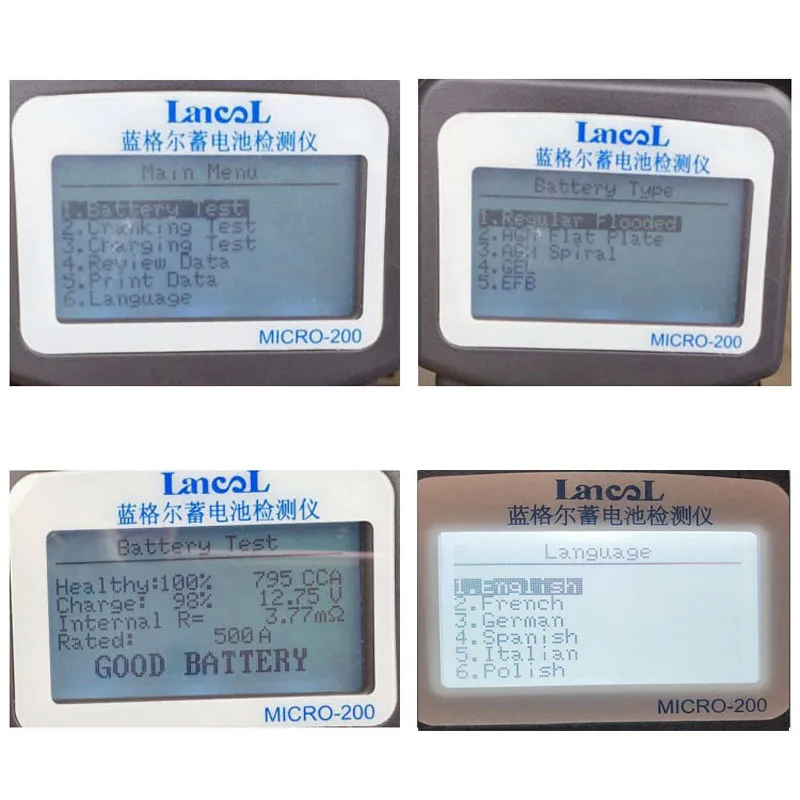 LancoL
蓝格尔蓄电池检测仪
Main Menu
1.Battery Test
2.Cranking Test
3.Charging Test
4.Review Data
5.Print Data
6.Language
MICRO-200
LancoL
蓝格尔蓄电池检测仪
Battery Type
1.Regular Flooded
2.AGM Flat Plate
3.AGM Spiral
4.GEL
5.EFB
MICRO-200
LancoL
蓝格尔蓄电池检测仪
Battery Test
Healthy:100% 795 CCA
Charge: 98% 12.75 V
Internal R= 3.77mΩ
Rated: 500A
GOOD BATTERY
MICRO-200
LancoL
蓝格尔蓄电池检测仪
Language
1.English
2.French
3.German
4.Spanish
5.Italian
6.Polish
MICRO-200